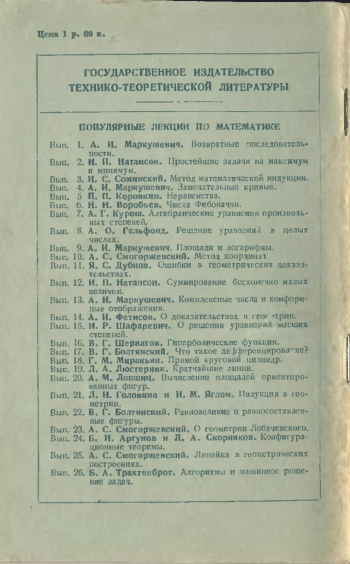 Цена 1 р. 60 к.
ГОСУДАРСТВЕННОЕ ИЗДАТЕЛЬСТВО
ТЕХНИКО-ТЕОРЕТИЧЕСКОЙ ЛИТЕРАТУРЫ
ПОПУЛЯРНЫЕ ЛЕКЦИИ ПО МАТЕМАТИКЕ
Вып. 1. А. И. Маркушевич. Возвратные последователь-
ности.
Вып. 2. И. П. Натансон. Простейшие задачи на максимум
и минимум.
Вып. 3. И. С. Соминский. Метод математической индукции.
Вып. 4. А. И. Маркушевич. Замечательные кривые.
Вып. 5 П. П. Коровкин. Неравенства.
Вып. 6. Н. Н. Воробьев. Числа Фибоначчи.
Вып. 7. А. Г. Курош. Алгебраические уравнения произволь-
ных степеней.
Вып. 8. А. О. Гельфонд. Решение уравнений в целых
числах.
Вып. 9. А. И. Маркушевич. Площади и логарифмы.
Вып. 10. А. С. Смогоржевский. Метод координат
Вып. 11. Я. С. Дубнов. Ошибки в геометрических доказа-
тельствах.
Вып. 12. И. П. Натансон. Суммирование бесконечно малых
величин.
Вып. 13. А. И. Маркушевич. Комплексные числа и конформ-
ные отображения.
Вып. 14. А. И. Фетисов. О доказательствах в геометрии.
Вып. 15. И. Р. Шафаревич. О решении уравнений высших
степеней.
Вып. 16. В. Г. Шерватов. Гиперболические функции.
Вып. 17. В. Г. Болтянский. Что такое дифференцирование?
Вып. 18. Г. М. Миракьян. Прямой круговой цилиндр.
Вып. 19. Л. А. Люстерник. Кратчайшие линии.
Вып. 20. А. М. Лопшиц. Вычисление площадей ориентиро-
ванных фигур.
Вып. 21. Л. И. Головина и И. М. Яглом. Индукция в гео-
метрии.
Вып. 22. В. Г. Болтянский. Равновеликие и равносоставлен-
ные фигуры.
Вып. 23. А. С. Смогоржевский. О геометрии Лобачевского.
Вып. 24. Б. И. Аргунов и Л. А. Скорняков. Конфигура-
ционные теоремы.
Вып. 25. А. С. Смогоржевский. Линейка в геометрических
построениях.
Вып. 26. Б. А. Трахтенброт. Алгоритмы и машинное реше-
ние задач.